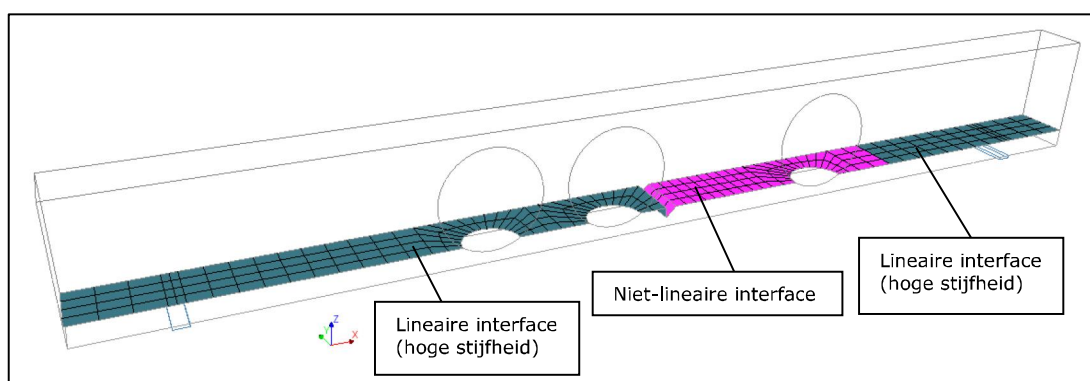 Z
Y
X
Lineaire interface
(hoge stijfheid)
Niet-lineaire interface
Lineaire interface
(hoge stijfheid)